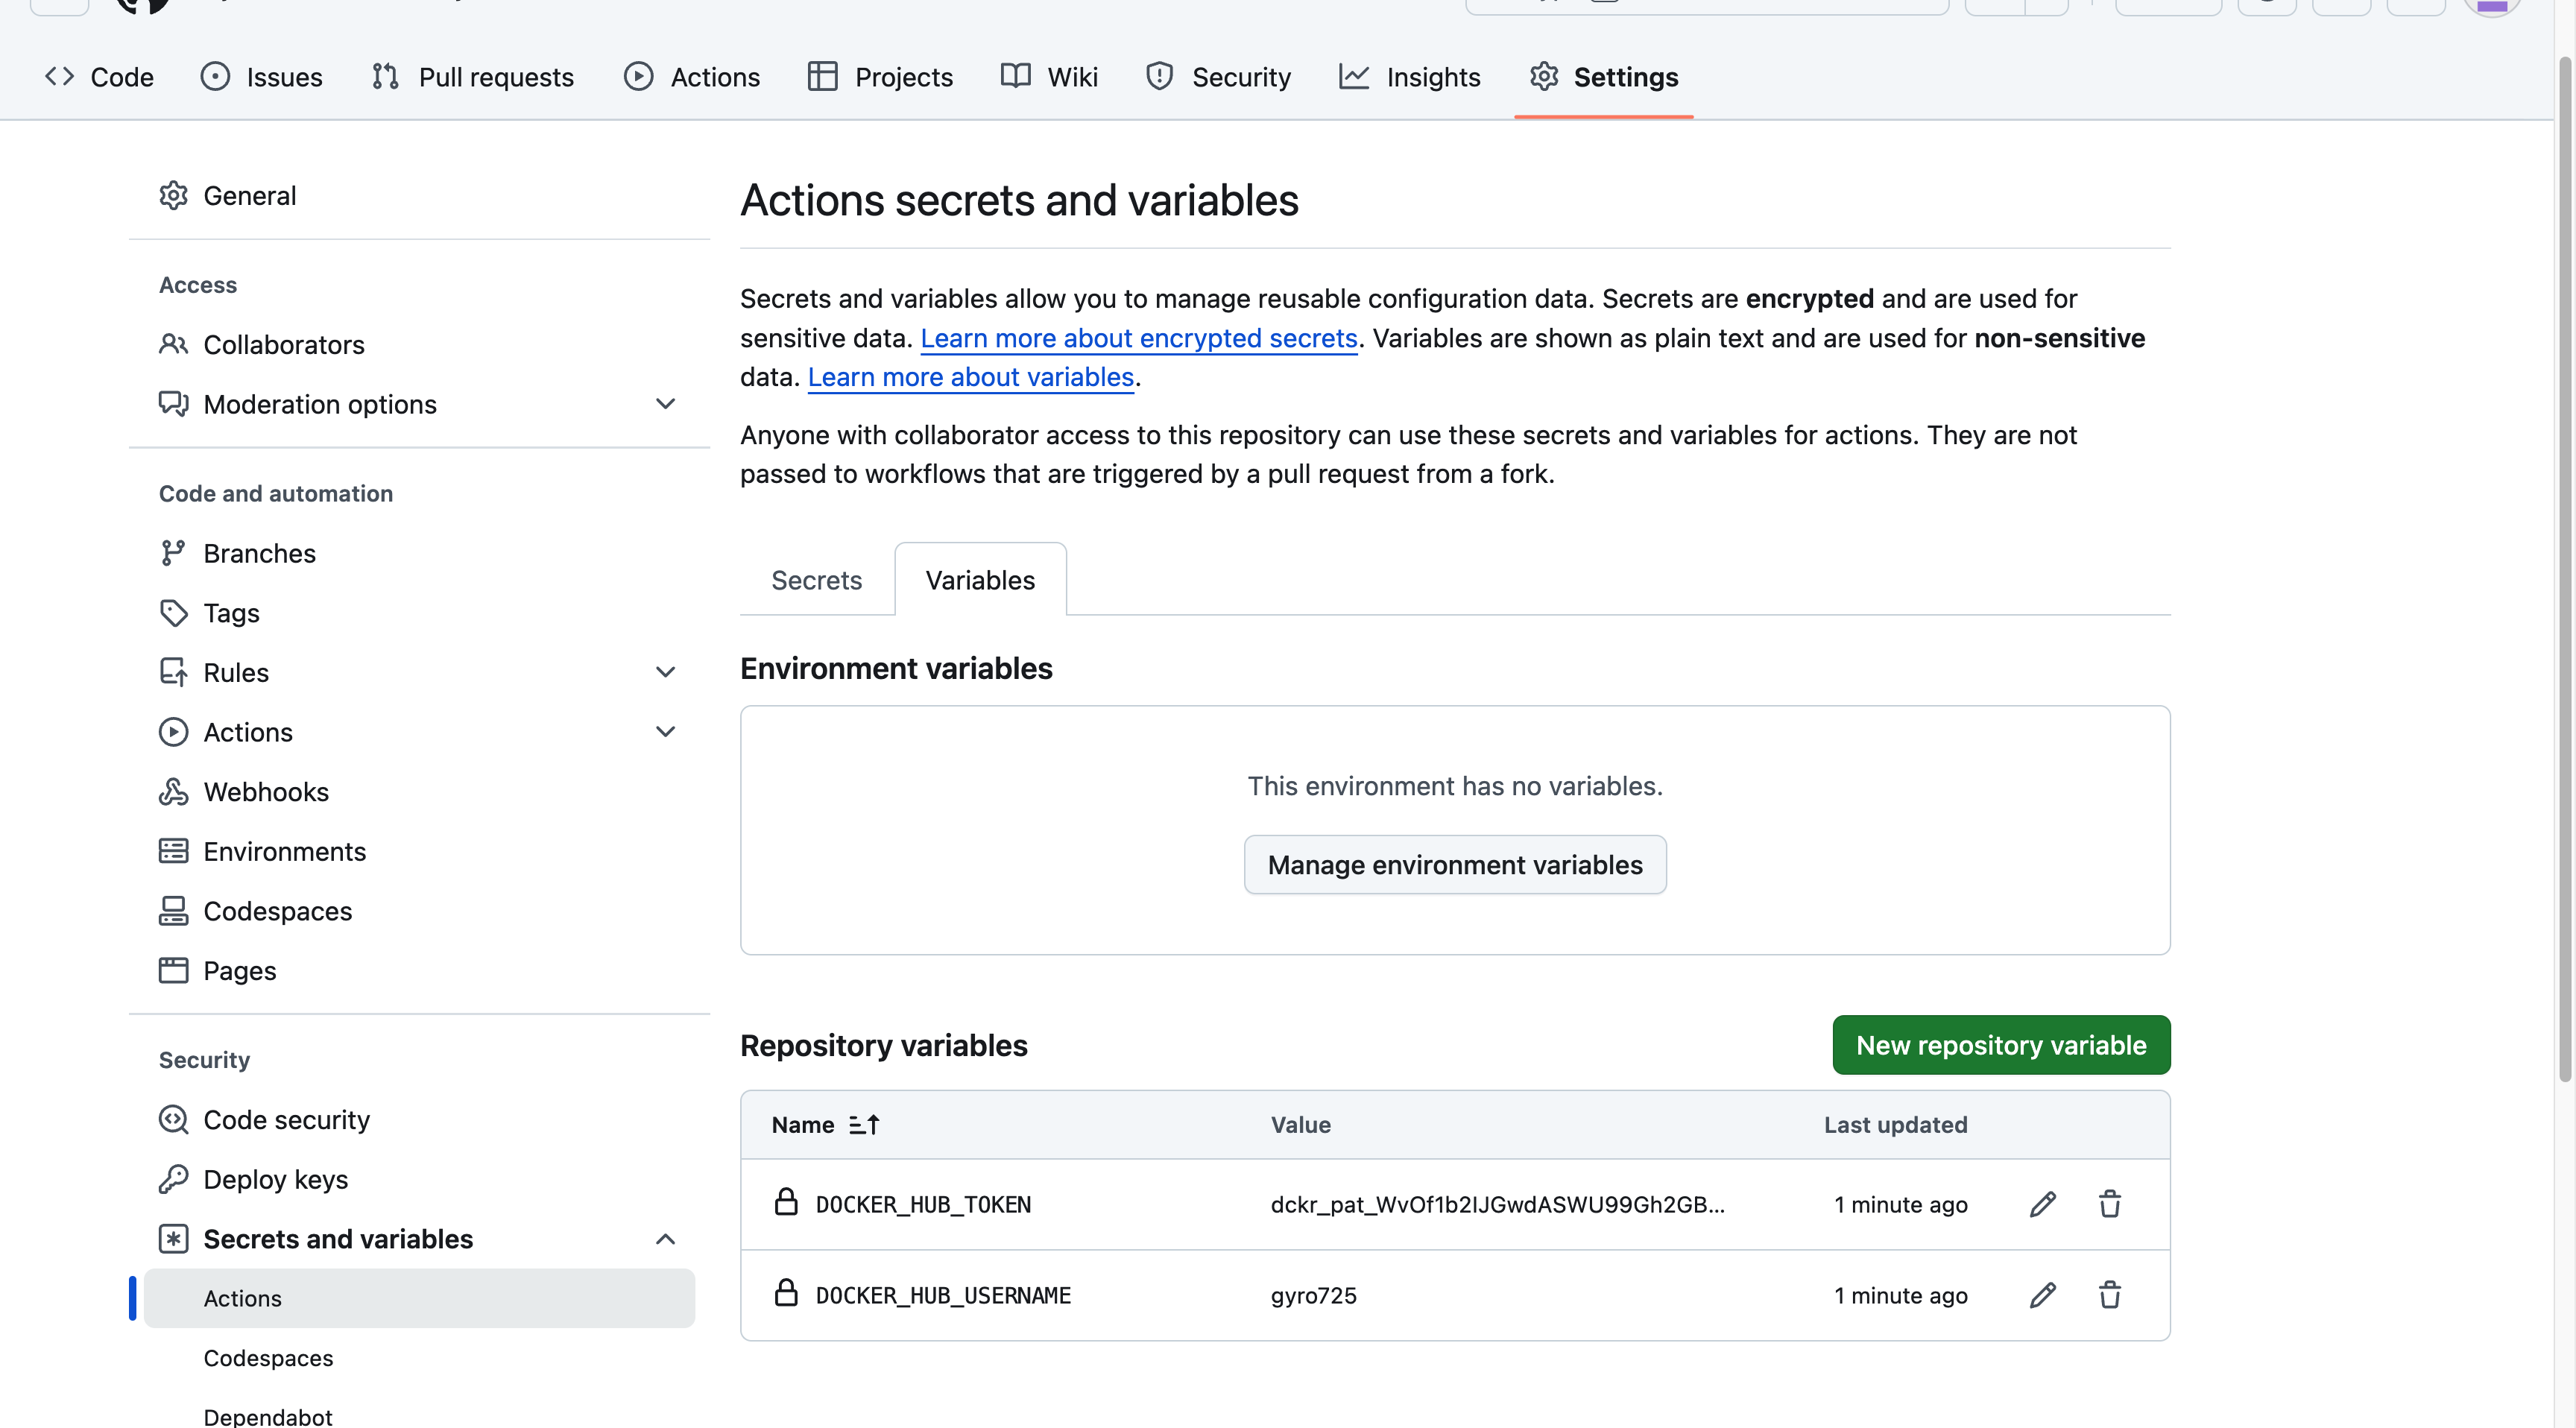 Code
Issues
Pull requests
Actions
Projects
Wiki
Security
Insights
Settings
General
Access
Collaborators
Moderation options
Code and automation
Branches
Tags
Rules
Actions
Webhooks
Environments
Codespaces
Pages
Security
Code security
Deploy keys
Secrets and variables
Actions
Codespaces
Dependabot
Actions secrets and variables
Secrets and variables allow you to manage reusable configuration data. Secrets are encrypted and are used for
sensitive data. Learn more about encrypted secrets. Variables are shown as plain text and are used for non-sensitive
data. Learn more about variables.
Anyone with collaborator access to this repository can use these secrets and variables for actions. They are not
passed to workflows that are triggered by a pull request from a fork.
Secrets
Variables
Environment variables
This environment has no variables.
Manage environment variables
Repository variables
New repository variable
Name Value Last updated
DOCKER_HUB_TOKEN dckr_pat_WvOf1b2IJGwdASWU99Gh2GB... 1 minute ago
DOCKER_HUB_USERNAME gyro725 1 minute ago